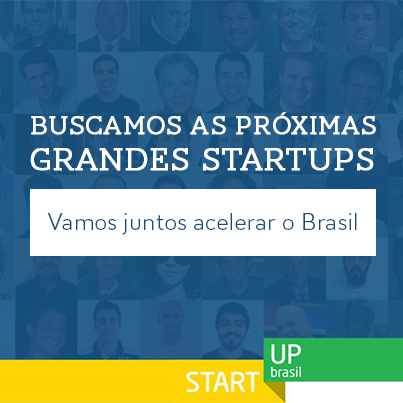 BUSCAMOS AS PRÓXIMAS
GRANDES STARTUPS
Vamos juntos acelerar o Brasil
START UP
brasil